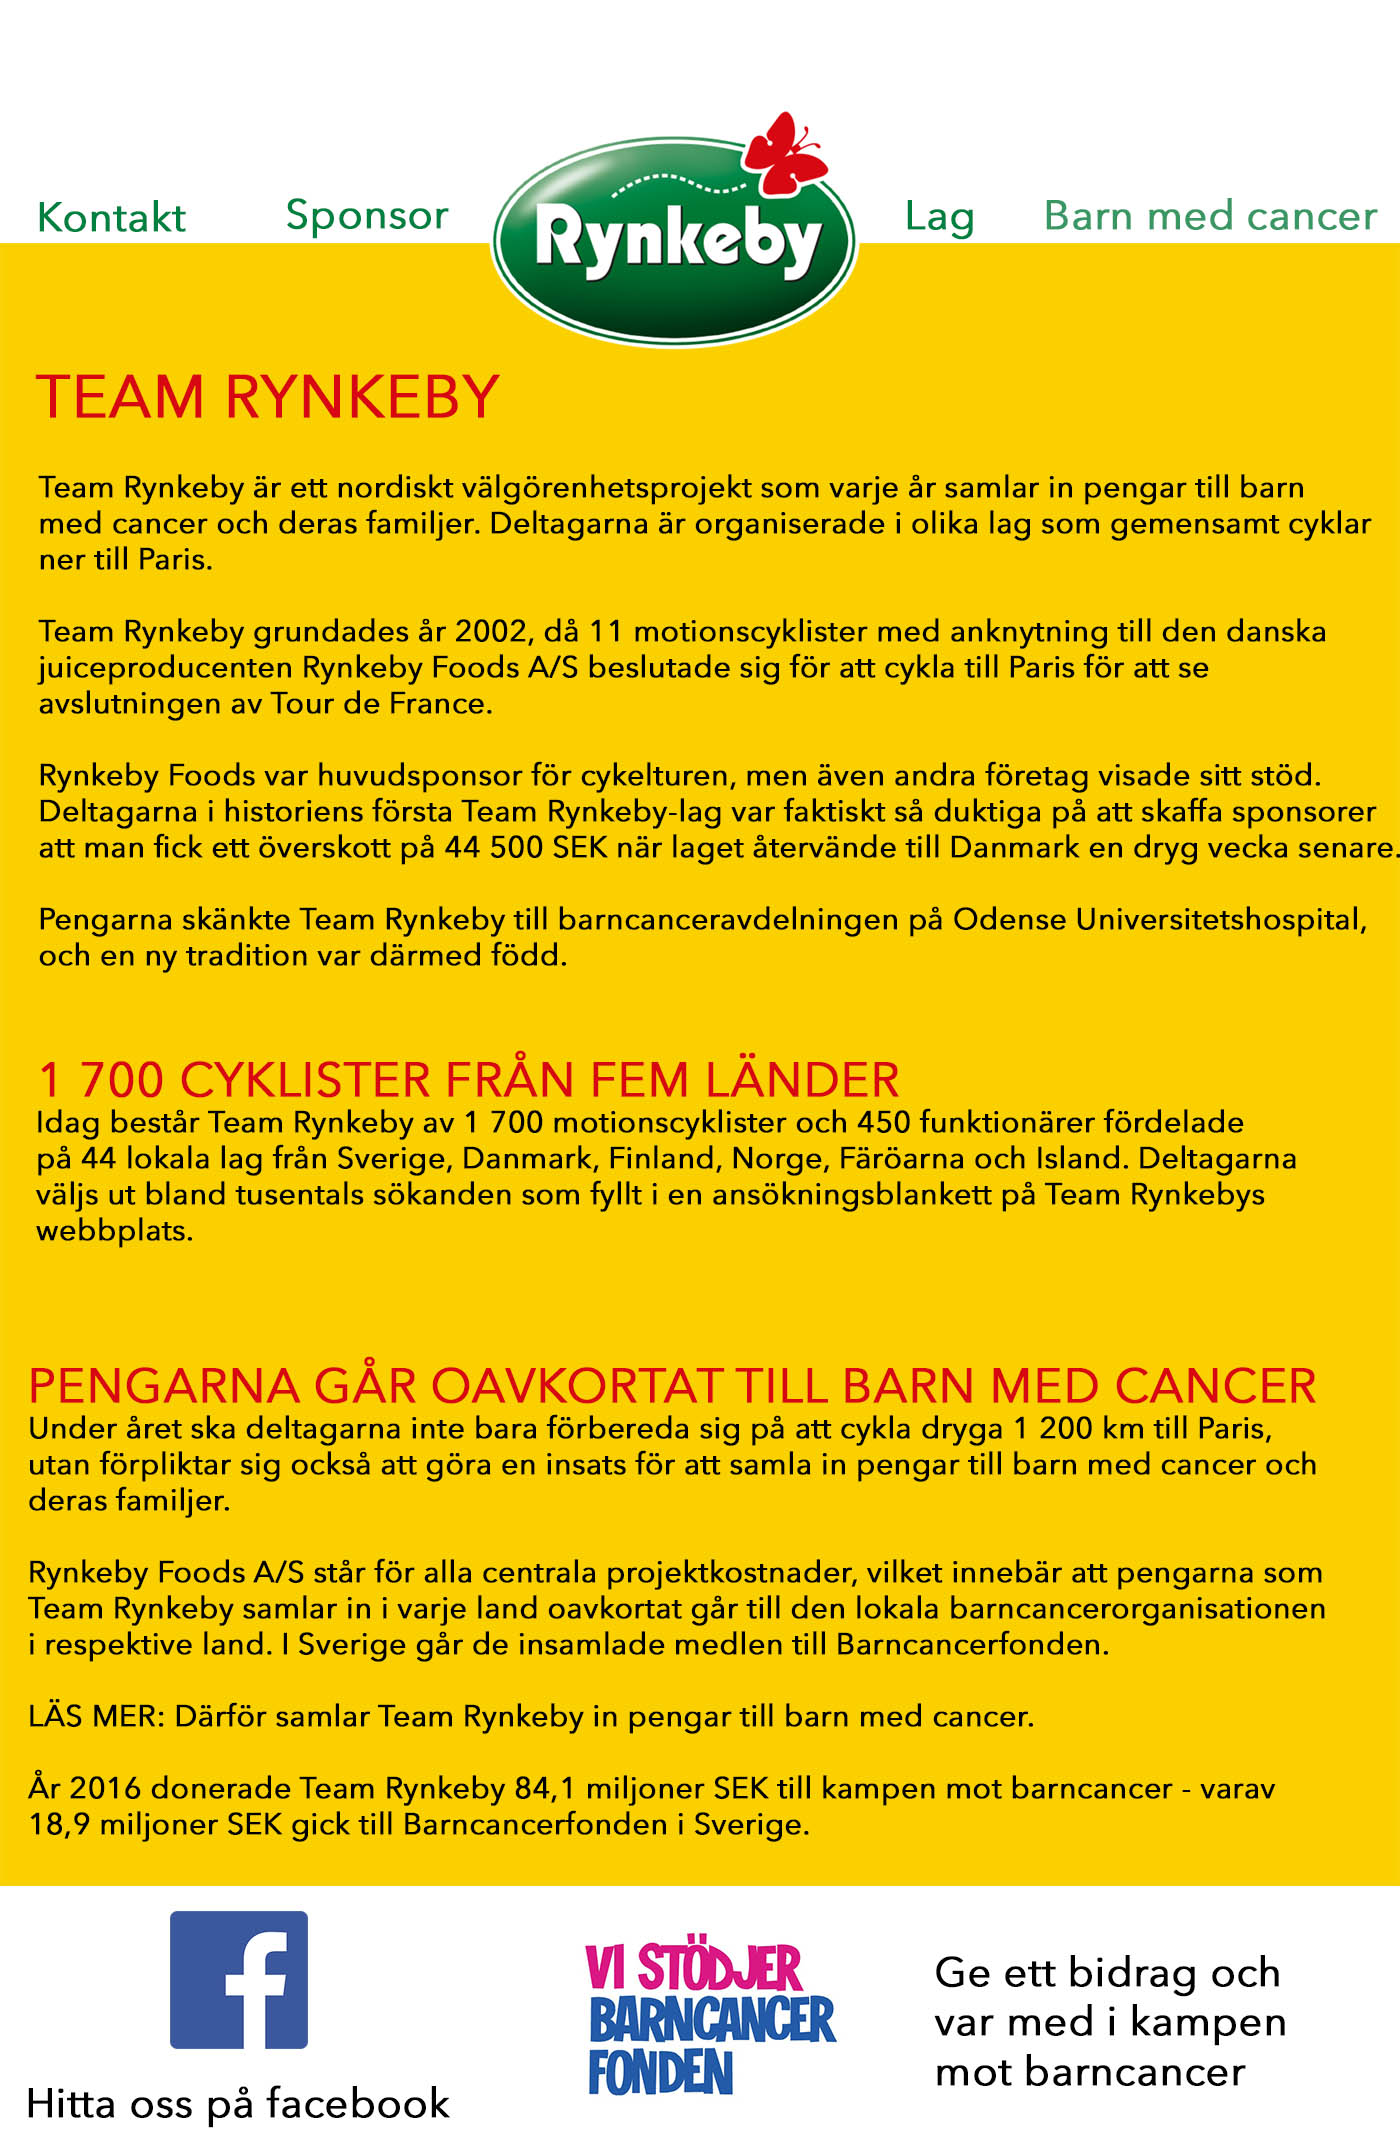 Kontakt
Sponsor
Rynkeby
Lag
Barn med cancer
TEAM RYNKEBY
Team Rynkeby är ett nordiskt välgörenhetsprojekt som varje år samlar in pengar till barn
med cancer och deras familjer. Deltagarna är organiserade i olika lag som gemensamt cyklar
ner till Paris.
Team Rynkeby grundades år 2002, då 11 motionscyklister med anknytning till den danska
juiceproducenten Rynkeby Foods A/S beslutade sig för att cykla till Paris för att se
avslutningen av Tour de France.
Rynkeby Foods var huvudsponsor för cykelturen, men även andra företag visade sitt stöd.
Deltagarna i historiens första Team Rynkeby-lag var faktiskt så duktiga på att skaffa sponsorer
att man fick ett överskott på 44 500 SEK när laget återvände till Danmark en dryg vecka senare.
Pengarna skänkte Team Rynkeby till barncanceravdelningen på Odense Universitetshospital,
och en ny tradition var därmed född.
1 700 CYKLISTER FRÅN FEM LÄNDER
Idag består Team Rynkeby av 1 700 motionscyklister och 450 funktionärer fördelade
på 44 lokala lag från Sverige, Danmark, Finland, Norge, Färöarna och Island. Deltagarna
väljs ut bland tusentals sökanden som fyllt i en ansökningsblankett på Team Rynkebys
webbplats.
PENGARNA GÅR OAVKORTAT TILL BARN MED CANCER
Under året ska deltagarna inte bara förbereda sig på att cykla dryga 1 200 km till Paris,
utan förpliktar sig också att göra en insats för att samla in pengar till barn med cancer och
deras familjer.
Rynkeby Foods A/S står för alla centrala projektkostnader, vilket innebär att pengarna som
Team Rynkeby samlar in i varje land oavkortat går till den lokala barncancerorganisationen
i respektive land. I Sverige går de insamlade medlen till Barncancerfonden.
LÄS MER: Därför samlar Team Rynkeby in pengar till barn med cancer.
År 2016 donerade Team Rynkeby 84,1 miljoner SEK till kampen mot barncancer - varav
18,9 miljoner SEK gick till Barncancerfonden i Sverige.
f
Hitta oss på facebook
VI STÖDJER
BARNCANCER
FONDEN
Ge ett bidrag och
var med i kampen
mot barncancer